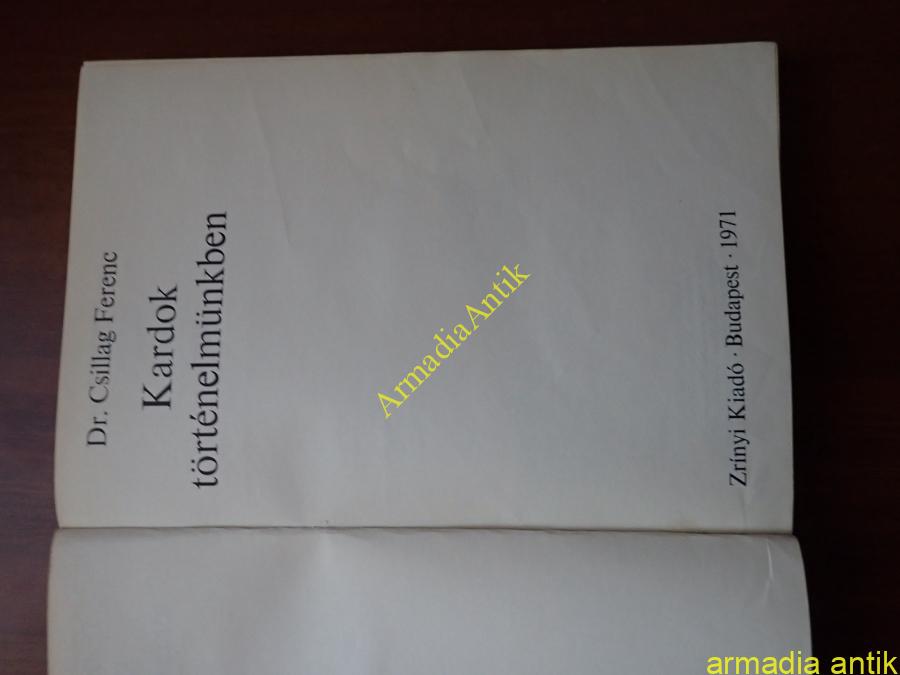 Dr. Csillag Ferenc
Kardok
történelmünkben
Zrínyi Kiadó · Budapest · 1971
ArmadiaAntik
armadia antik